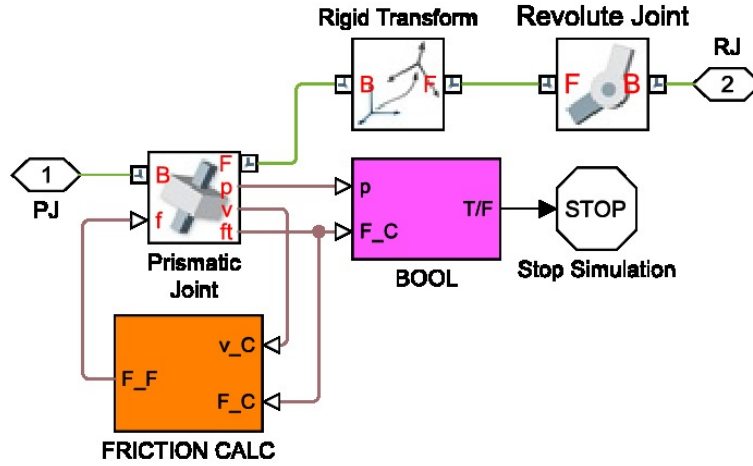 Rigid Transform
Revolute Joint
RJ
B
F
F
B
2
1
PJ
B
F
p
v
f
ft
Prismatic
Joint
p
F_C
T/F
BOOL
STOP
Stop Simulation
v_C
F_F
F_C
FRICTION CALC